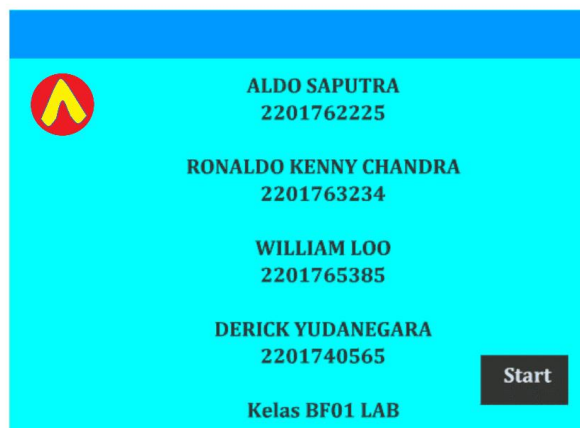 ALDO SAPUTRA
2201762225
RONALDO KENNY CHANDRA
2201763234
WILLIAM LOO
2201765385
DERICK YUDANEGARA
2201740565
Start
Kelas BF01 LAB